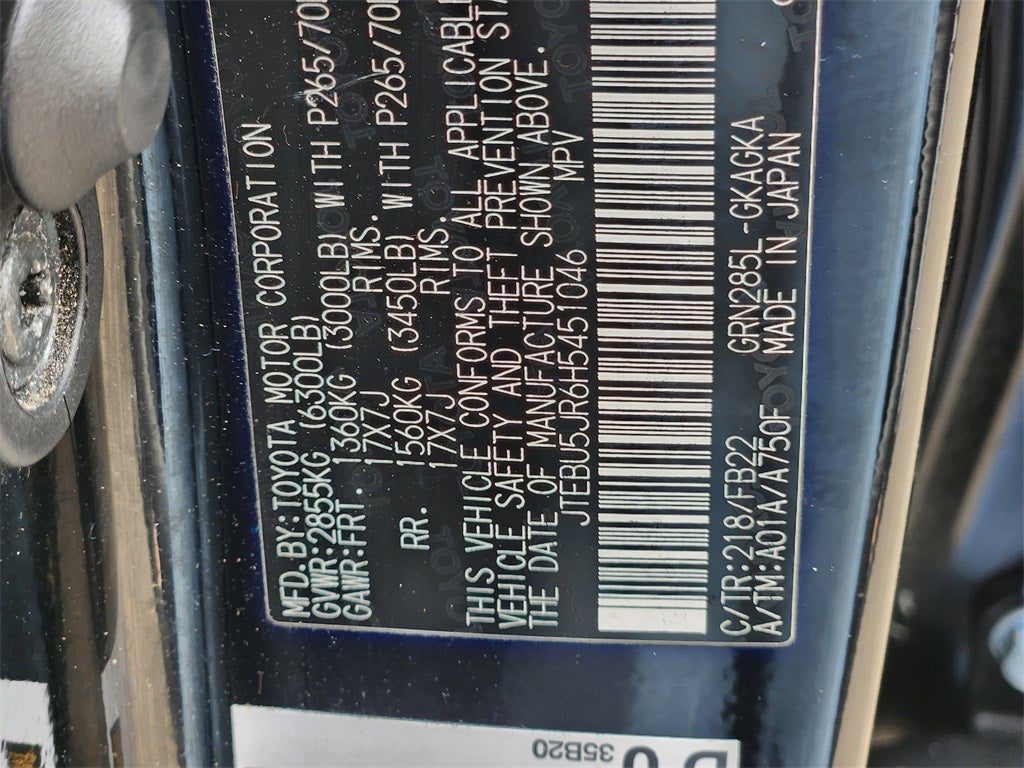 MFD.BY:TOYOTA MOTOR CORPORATION
GVWR:2855KG (6300LB)
GAWR:FRT. 1360KG (3000LB) WITH P265/70
17X7J RIMS.
RR. 1560KG (3450LB) WITH P265/70
17X7J RIMS.
THIS VEHICLE CONFORMS TO ALL APPLICABLE
VEHICLE SAFETY AND THEFT PREVENTION
THE DATE OF MANUFACTURE SHOWN ABOVE.
JTEBU5JR6H5451046 MPV
C/TR:218/FB22 GRN285L-GKAGKA
A/TM:A01A/A750F MADE IN JAPAN
35B20